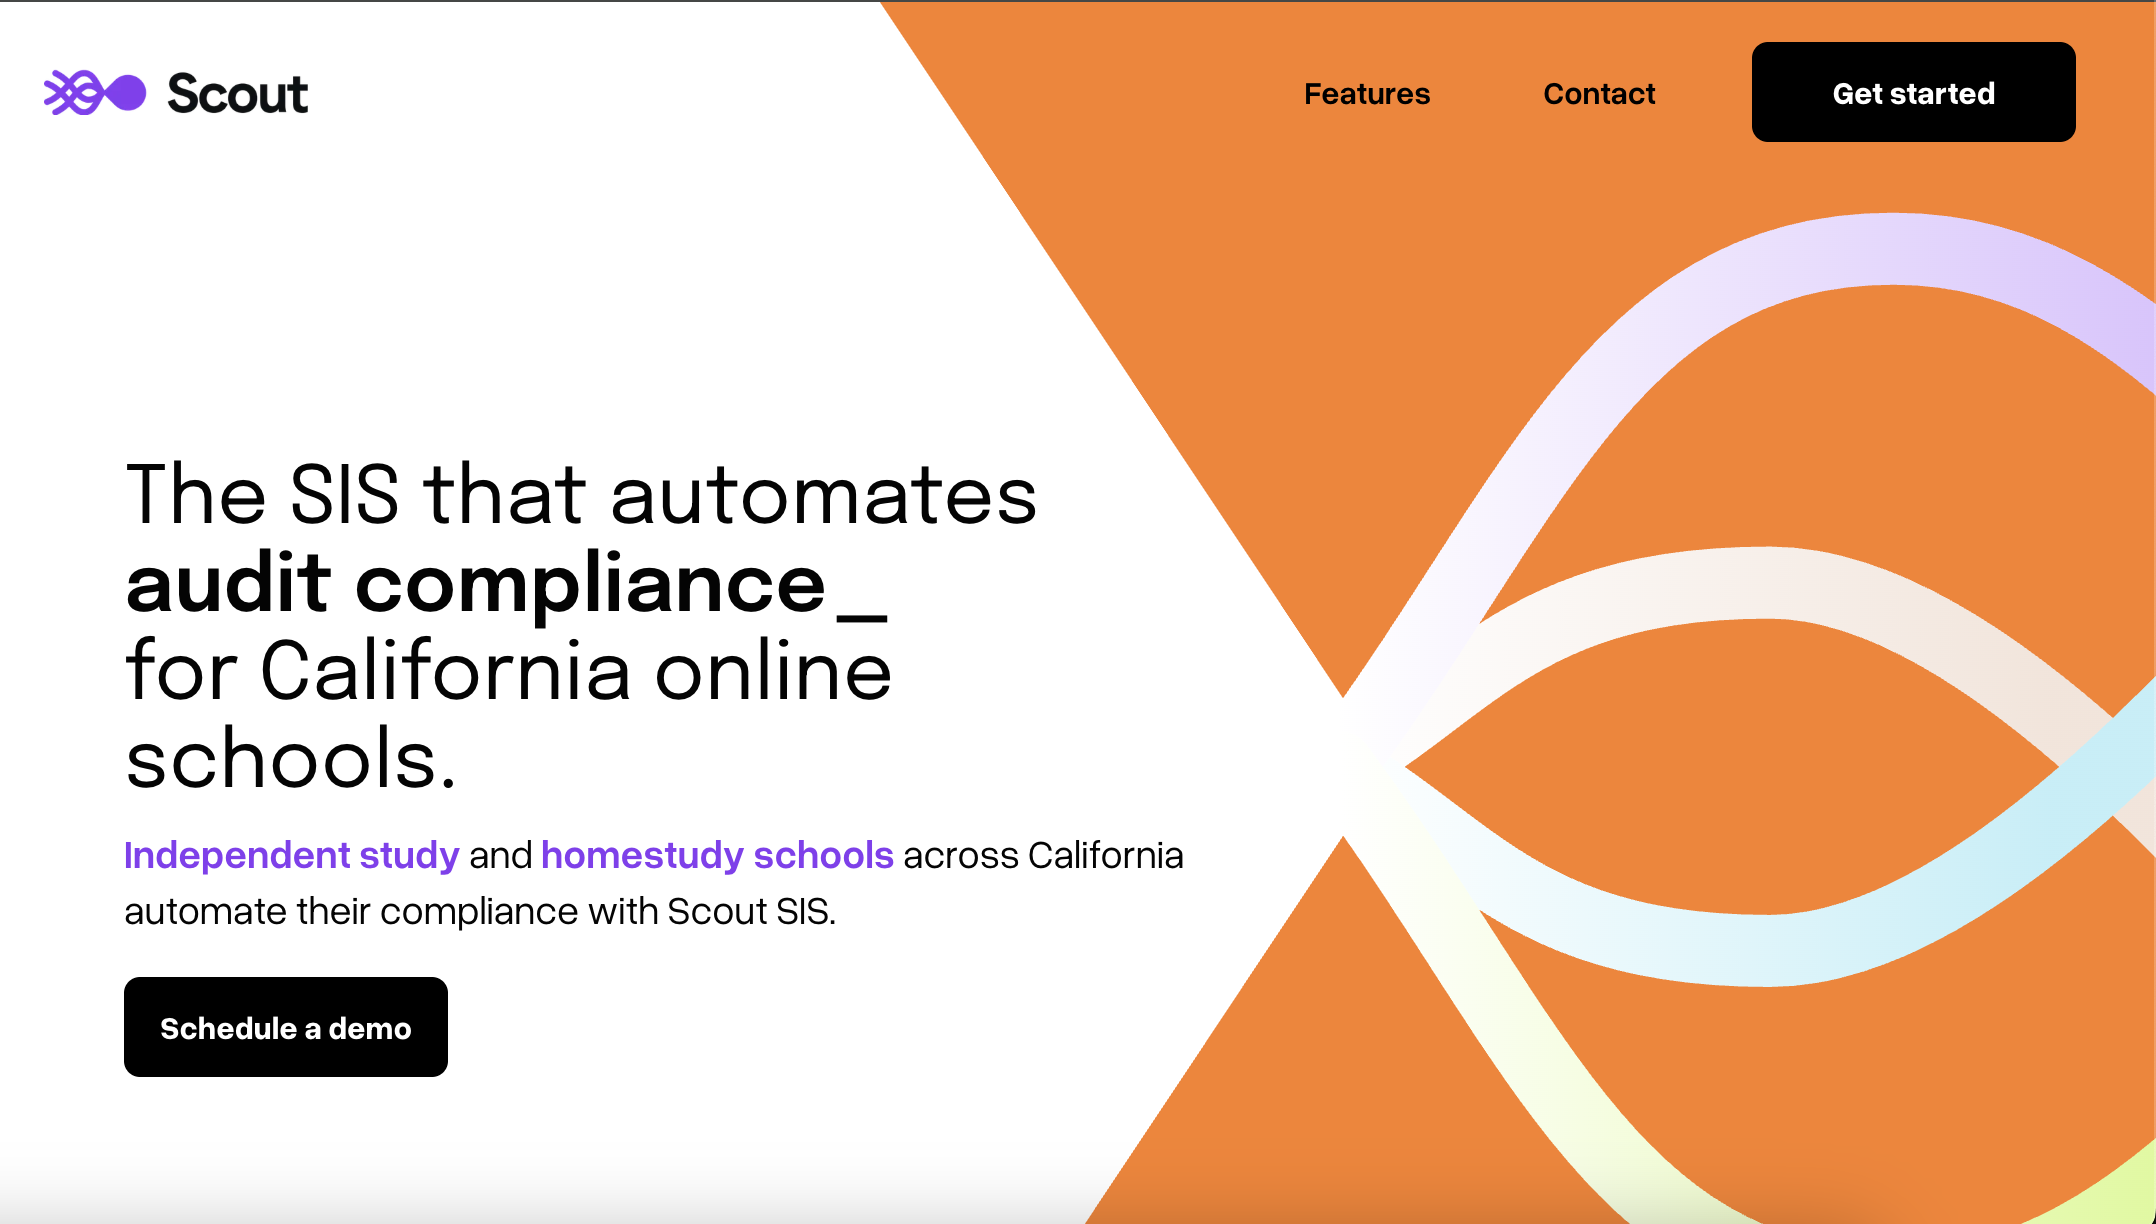 Scout
Features
Contact
Get started
The SIS that automates
audit compliance_
for California online
schools.
Independent study and homestudy schools across California
automate their compliance with Scout SIS.
Schedule a demo